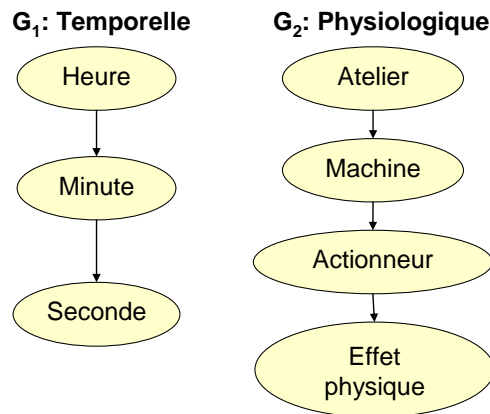 G₁: Temporelle
Heure
Minute
Seconde
G₂: Physiologique
Atelier
Machine
Actionneur
Effet
physique